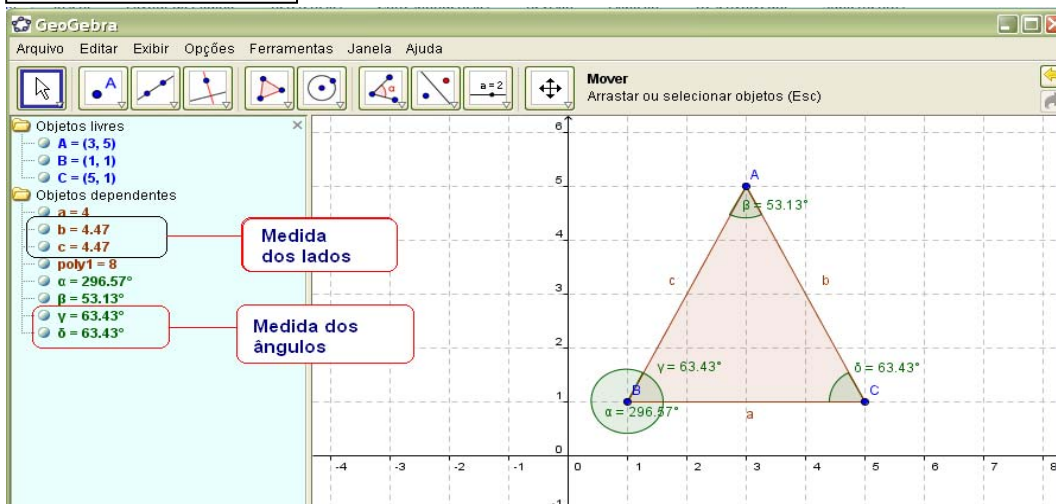 GeoGebra
Arquivo Editar Exibir Opções Ferramentas Janela Ajuda
A
α
a = 2
Mover
Arrastar ou selecionar objetos (Esc)
Objetos livres
A = (3, 5)
B = (1, 1)
C = (5, 1)
Objetos dependentes
a = 4
b = 4.47
c = 4.47
poly1 = 8
α = 296.57°
β = 53.13°
γ = 63.43°
δ = 63.43°
Medida
dos lados
Medida dos
ângulos
6
5
4
3
2
1
0
-1
-4 -3 -2 -1 0 1 2 3 4 5 6 7 8
A
β = 53.13°
c
b
γ = 63.43°
δ = 63.43°
B
C
α = 296.57°
a